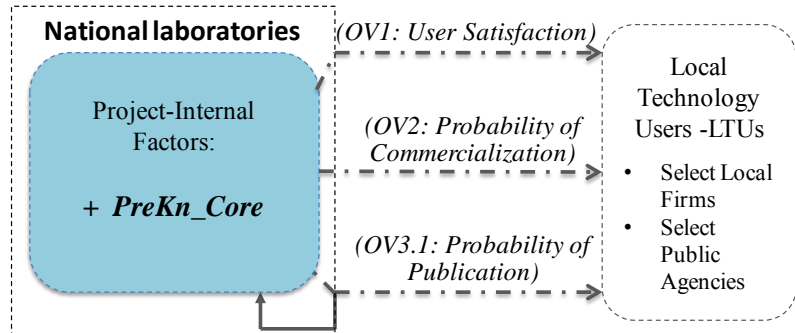 National laboratories
Project-Internal
Factors:
+ PreKn_Core
(OV1: User Satisfaction)
(OV2: Probability of
Commercialization)
(OV3.1: Probability of
Publication)
Local
Technology
Users -LTUs
• Select Local
Firms
• Select
Public
Agencies